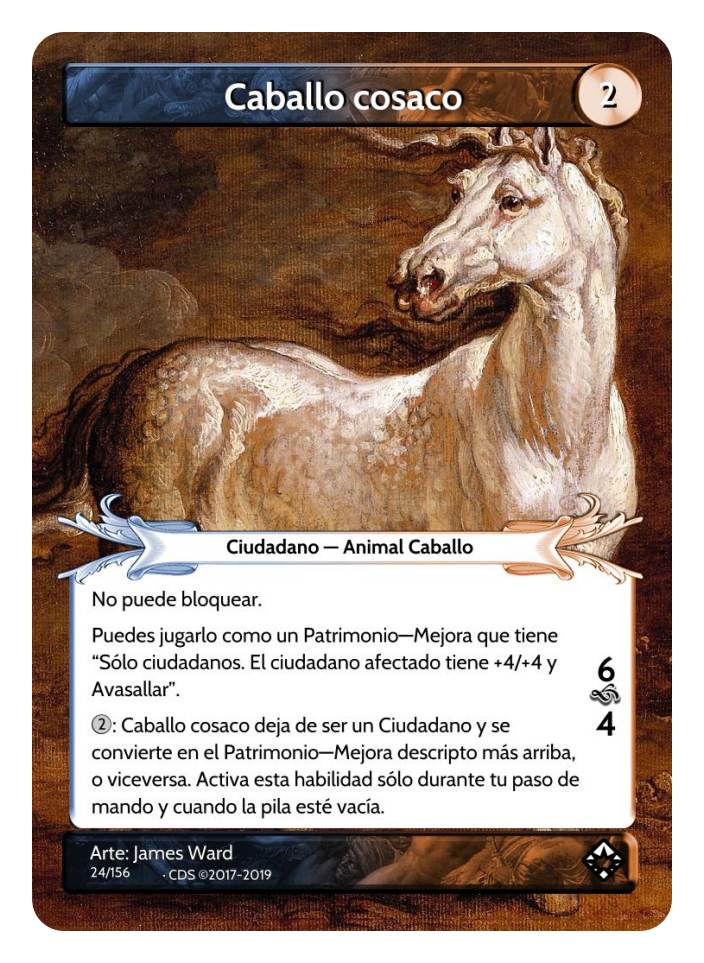 Caballo cosaco
2
Ciudadano — Animal Caballo
No puede bloquear.
Puedes jugarlo como un Patrimonio—Mejora que tiene
“Sólo ciudadanos. El ciudadano afectado tiene +4/+4 y
Avasallar”.
6
4
2: Caballo cosaco deja de ser un Ciudadano y se
convierte en el Patrimonio—Mejora descripto más arriba,
o viceversa. Activa esta habilidad sólo durante tu paso de
mando y cuando la pila esté vacía.
Arte: James Ward
24/156 · CDS ©2017-2019